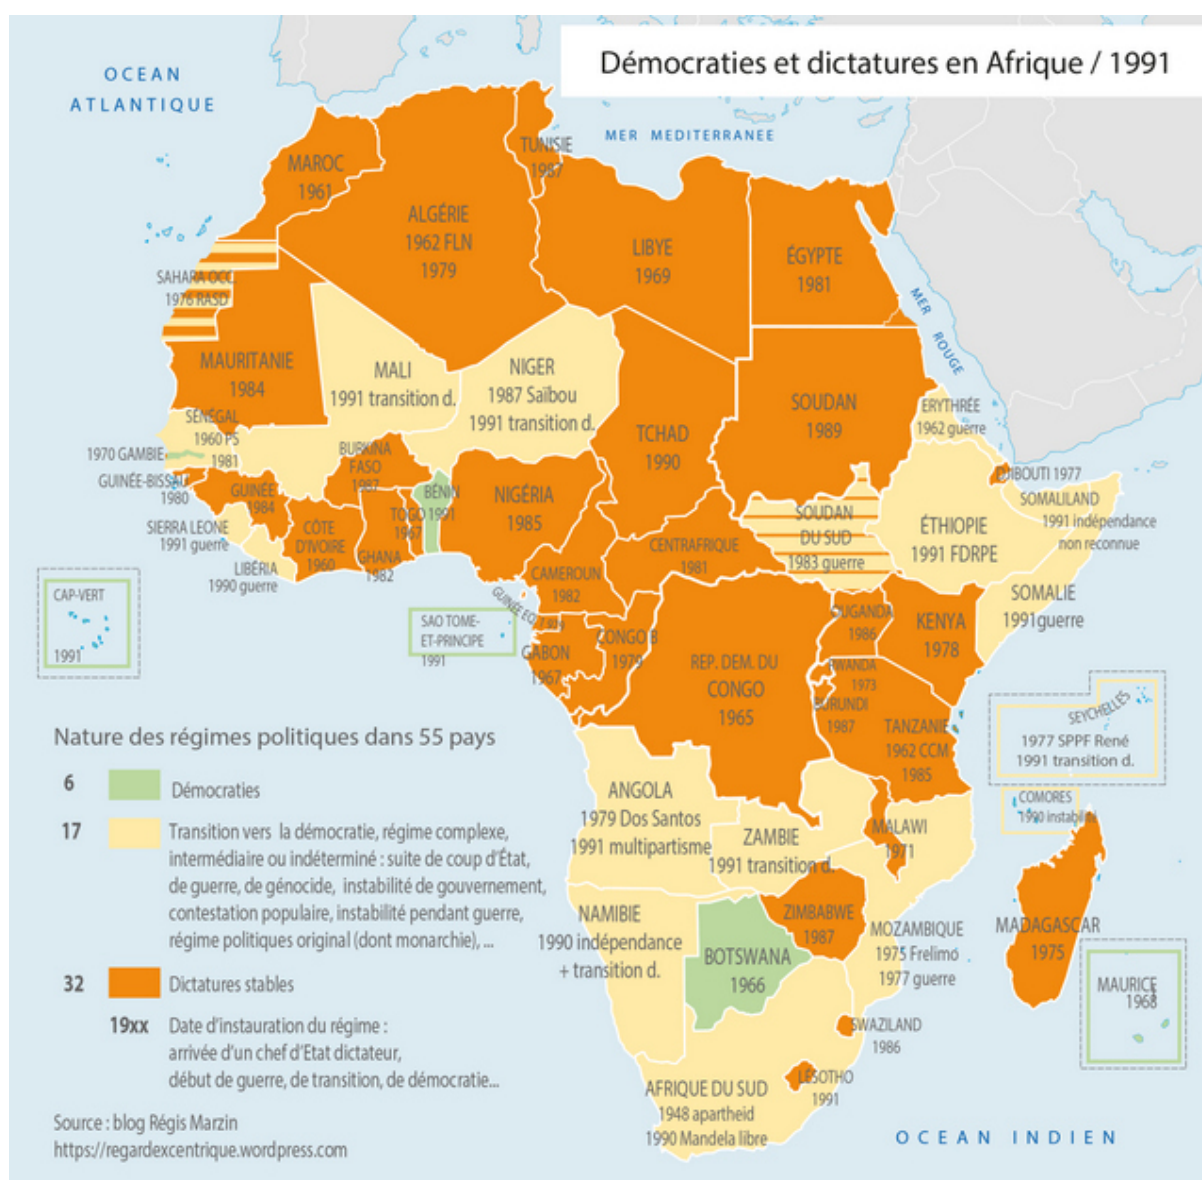 Démocraties et dictatures en Afrique / 1991
OCEAN
ATLANTIQUE
MER MEDITERRANEE
TUNISIE
1987
MAROC
1961
ALGÉRIE
1962 FLN
1979
LIBYE
1969
ÉGYPTE
1981
SAHARA OCC.
1976 RASD
MER ROUGE
MAURITANIE
1984
MALI
1991 transition d.
NIGER
1987 Saïbou
1991 transition d.
TCHAD
1990
SOUDAN
1989
ERYTHRÉE
1962 guerre
SÉNÉGAL
1960 PS
1981
1970 GAMBIE
GUINÉE-BISSAU
1980
GUINÉE
1984
BURKINA
FASO
1987
BÉNIN
1991
TOGO
1967
NIGÉRIA
1985
DJIBOUTI 1977
SOMALILAND
1991 indépendance
non reconnue
SIERRA LEONE
1991 guerre
CÔTE
D'IVOIRE
1960
GHANA
1982
LIBÉRIA
1990 guerre
CENTRAFRIQUE
1981
SOUDAN
DU SUD
1983 guerre
ÉTHIOPIE
1991 FDRPE
CAMEROUN
1982
GUINÉE EQ. 1979
SOMALIE
1991guerre
CAP-VERT
1991
SAO TOME-
ET-PRINCIPE
1991
GABON
1967
CONGO B
1979
REP. DEM. DU
CONGO
1965
OUGANDA
1986
KENYA
1978
RWANDA
1973
BURUNDI
1987
TANZANIE
1962 CCM
1985
SEYCHELLES
1977 SPPF René
1991 transition d.
COMORES
1990 instabilité
ANGOLA
1979 Dos Santos
1991 multipartisme
ZAMBIE
1991 transition d.
MALAWI
1971
NAMIBIE
1990 indépendance
+ transition d.
BOTSWANA
1966
ZIMBABWE
1987
MOZAMBIQUE
1975 Frelimo
1977 guerre
MADAGASCAR
1975
MAURICE
1968
SWAZILAND
1986
LÉSOTHO
1991
AFRIQUE DU SUD
1948 apartheid
1990 Mandela libre
OCEAN INDIEN
Nature des régimes politiques dans 55 pays
6 Démocraties
17 Transition vers la démocratie, régime complexe,
intermédiaire ou indéterminé : suite de coup d'État,
de guerre, de génocide, instabilité de gouvernement,
contestation populaire, instabilité pendant guerre,
régime politiques original (dont monarchie), ...
32 Dictatures stables
19xx Date d'instauration du régime :
arrivée d'un chef d'Etat dictateur,
début de guerre, de transition, de démocratie...
Source : blog Régis Marzin
https://regardexcentrique.wordpress.com